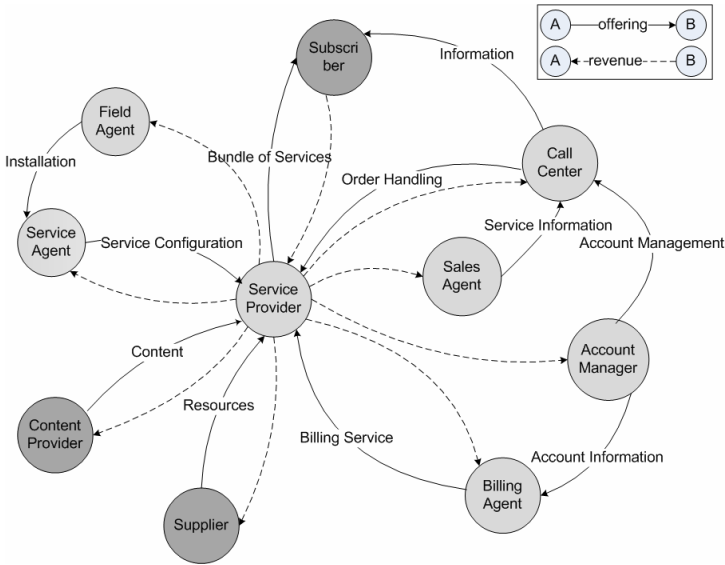 Subscri
ber
A
offering
B
A
revenue
B
Information
Field
Agent
Installation
Bundle of Services
Call
Center
Order Handling
Service
Agent
Service Configuration
Service Information
Account Management
Sales
Agent
Service
Provider
Content
Account
Manager
Resources
Content
Provider
Billing Service
Account Information
Billing
Agent
Supplier